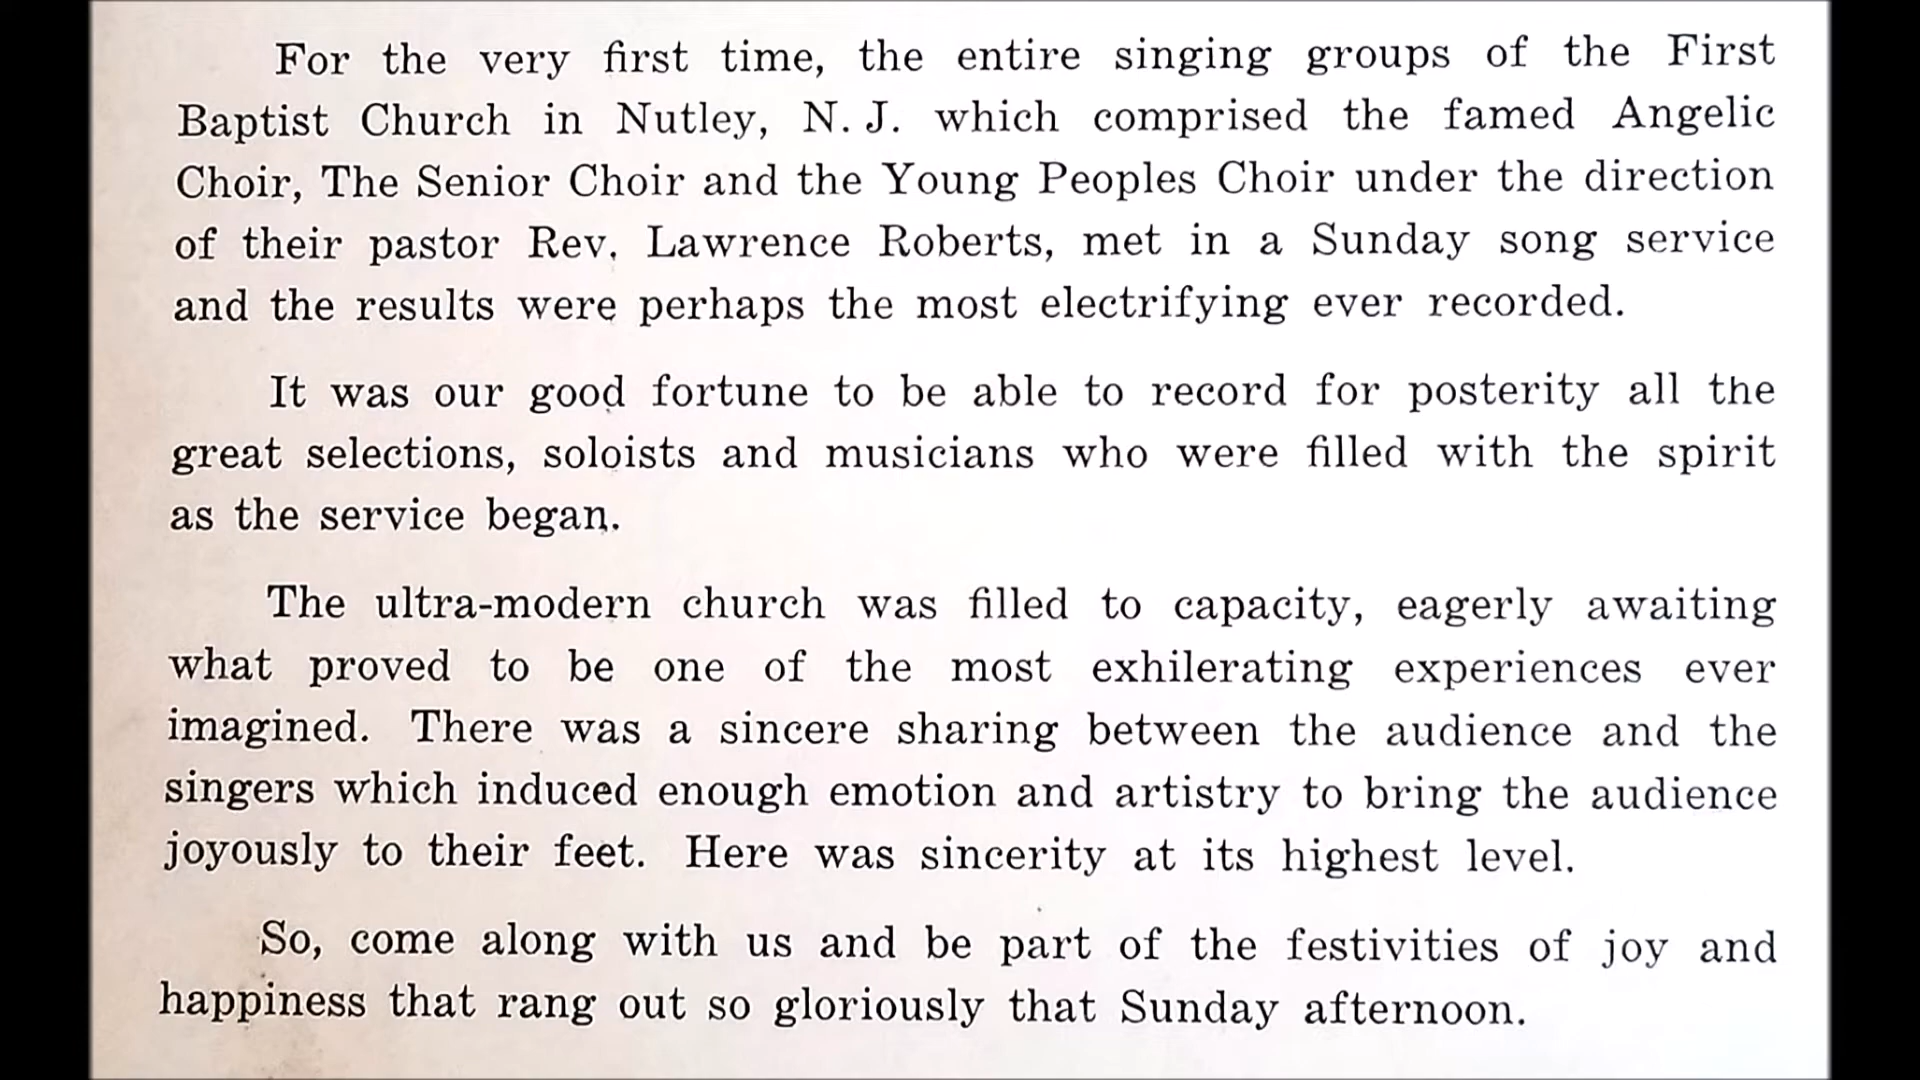 For the very first time, the entire singing groups of the First
Baptist Church in Nutley, N. J. which comprised the famed Angelic
Choir, The Senior Choir and the Young Peoples Choir under the direction
of their pastor Rev. Lawrence Roberts, met in a Sunday song service
and the results were perhaps the most electrifying ever recorded.
It was our good fortune to be able to record for posterity all the
great selections, soloists and musicians who were filled with the spirit
as the service began.
The ultra-modern church was filled to capacity, eagerly awaiting
what proved to be one of the most exhilerating experiences ever
imagined. There was a sincere sharing between the audience and the
singers which induced enough emotion and artistry to bring the audience
joyously to their feet. Here was sincerity at its highest level.
So, come along with us and be part of the festivities of joy and
happiness that rang out so gloriously that Sunday afternoon.